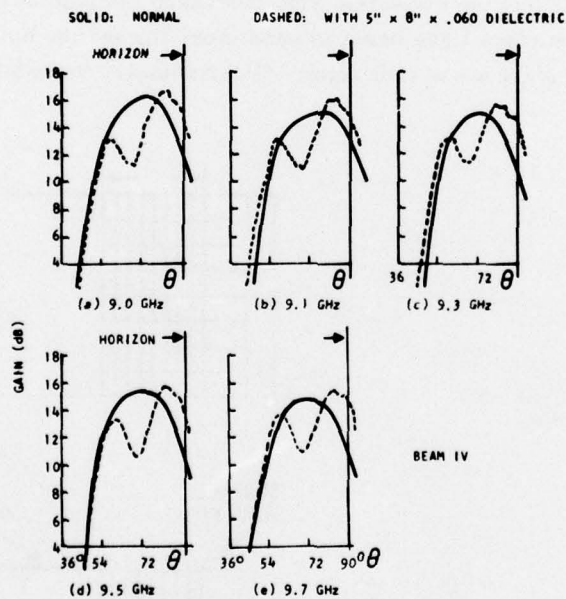 SOLID: NORMAL DASHED: WITH 5" x 8" x .060 DIELECTRIC
HORIZON
18
16
14
12
10
8
6
4
θ θ 36 72 θ
(a) 9.0 GHz (b) 9.1 GHz (c) 9.3 GHz
GAIN (dB)
HORIZON
18
16
14
12
10
8
6
4
BEAM IV
36° 54 72 θ 36° 54 72 90° θ
(d) 9.5 GHz (e) 9.7 GHz